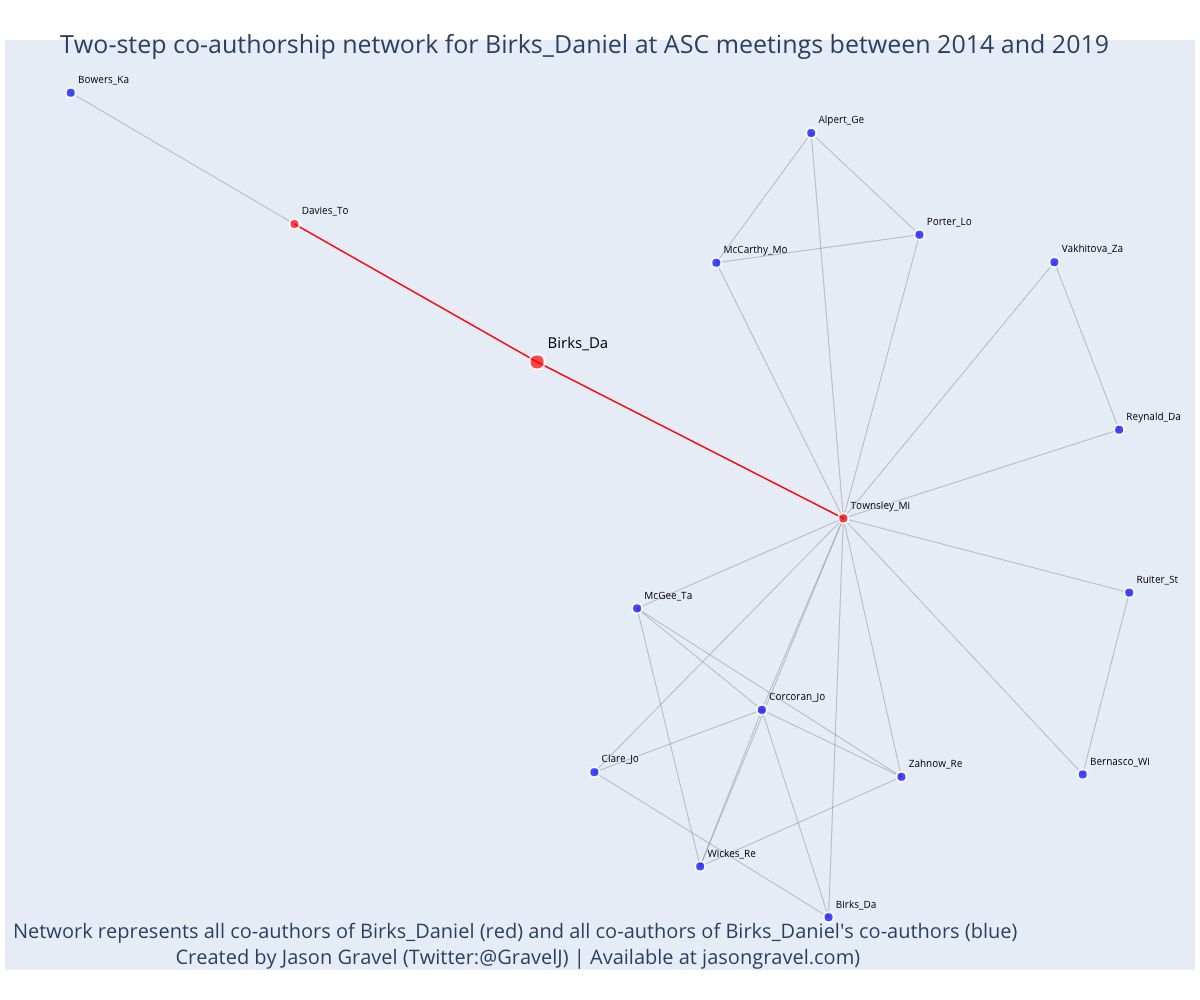 Two-step co-authorship network for Birks_Daniel at ASC meetings between 2014 and 2019
Bowers_Ka
Alpert_Ge
Davies_To
Porter_Lo
McCarthy_Mo
Vakhitova_Za
Birks_Da
Reynald_Da
Townsley_Mi
Ruiter_St
McGee_Ta
Corcoran_Jo
Clare_Jo
Zahnow_Re
Bernasco_Wi
Wickes_Re
Birks_Da
Network represents all co-authors of Birks_Daniel (red) and all co-authors of Birks_Daniel's co-authors (blue)
Created by Jason Gravel (Twitter:@GravelJ) | Available at jasongravel.com)